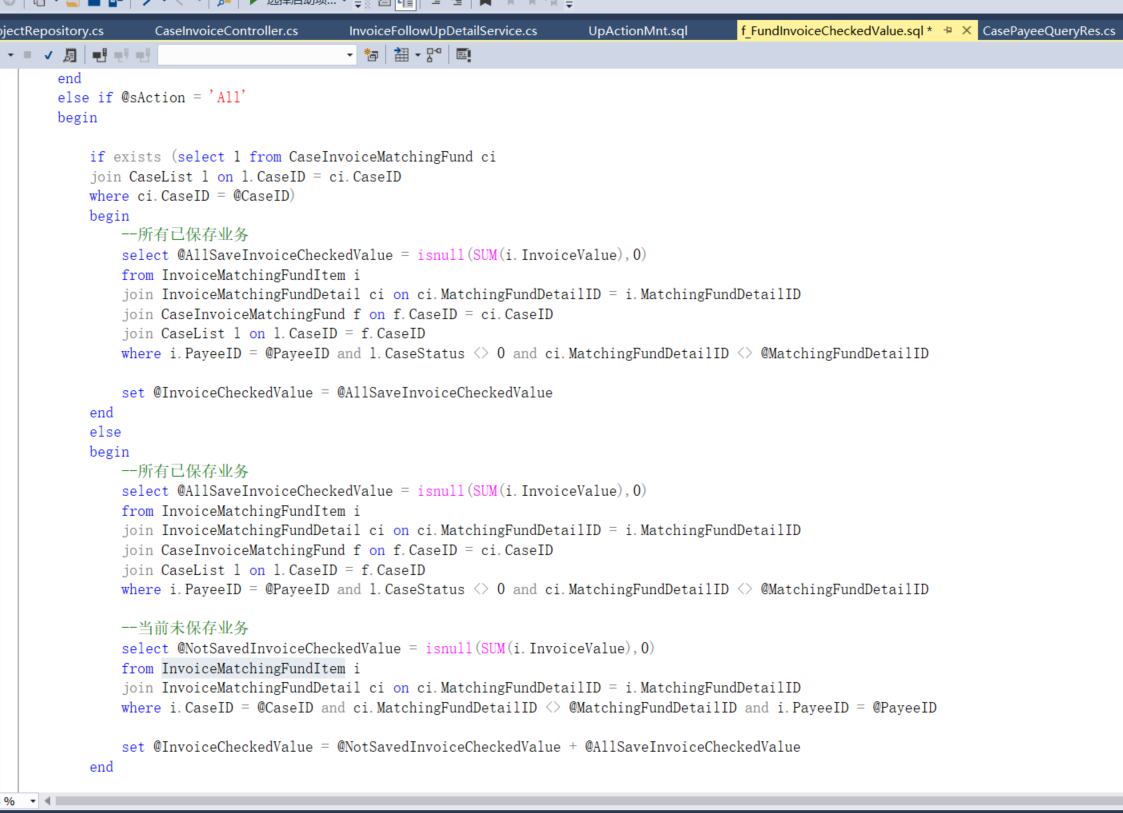 选择启动项...
ojectRepository.cs CaseInvoiceController.cs InvoiceFollowUpDetailService.cs UpActionMnt.sql f_FundInvoiceCheckedValue.sql* CasePayeeQueryRes.cs
end
else if @sAction = 'All'
begin
if exists (select 1 from CaseInvoiceMatchingFund ci
join CaseList l on l.CaseID = ci.CaseID
where ci.CaseID = @CaseID)
begin
--所有已保存业务
select @AllSaveInvoiceCheckedValue = isnull(SUM(i.InvoiceValue),0)
from InvoiceMatchingFundItem i
join InvoiceMatchingFundDetail ci on ci.MatchingFundDetailID = i.MatchingFundDetailID
join CaseInvoiceMatchingFund f on f.CaseID = ci.CaseID
join CaseList l on l.CaseID = f.CaseID
where i.PayeeID = @PayeeID and l.CaseStatus <> 0 and ci.MatchingFundDetailID <> @MatchingFundDetailID
set @InvoiceCheckedValue = @AllSaveInvoiceCheckedValue
end
else
begin
--所有已保存业务
select @AllSaveInvoiceCheckedValue = isnull(SUM(i.InvoiceValue),0)
from InvoiceMatchingFundItem i
join InvoiceMatchingFundDetail ci on ci.MatchingFundDetailID = i.MatchingFundDetailID
join CaseInvoiceMatchingFund f on f.CaseID = ci.CaseID
join CaseList l on l.CaseID = f.CaseID
where i.PayeeID = @PayeeID and l.CaseStatus <> 0 and ci.MatchingFundDetailID <> @MatchingFundDetailID
--当前未保存业务
select @NotSavedInvoiceCheckedValue = isnull(SUM(i.InvoiceValue),0)
from InvoiceMatchingFundItem i
join InvoiceMatchingFundDetail ci on ci.MatchingFundDetailID = i.MatchingFundDetailID
where i.CaseID = @CaseID and ci.MatchingFundDetailID <> @MatchingFundDetailID and i.PayeeID = @PayeeID
set @InvoiceCheckedValue = @NotSavedInvoiceCheckedValue + @AllSaveInvoiceCheckedValue
end
%